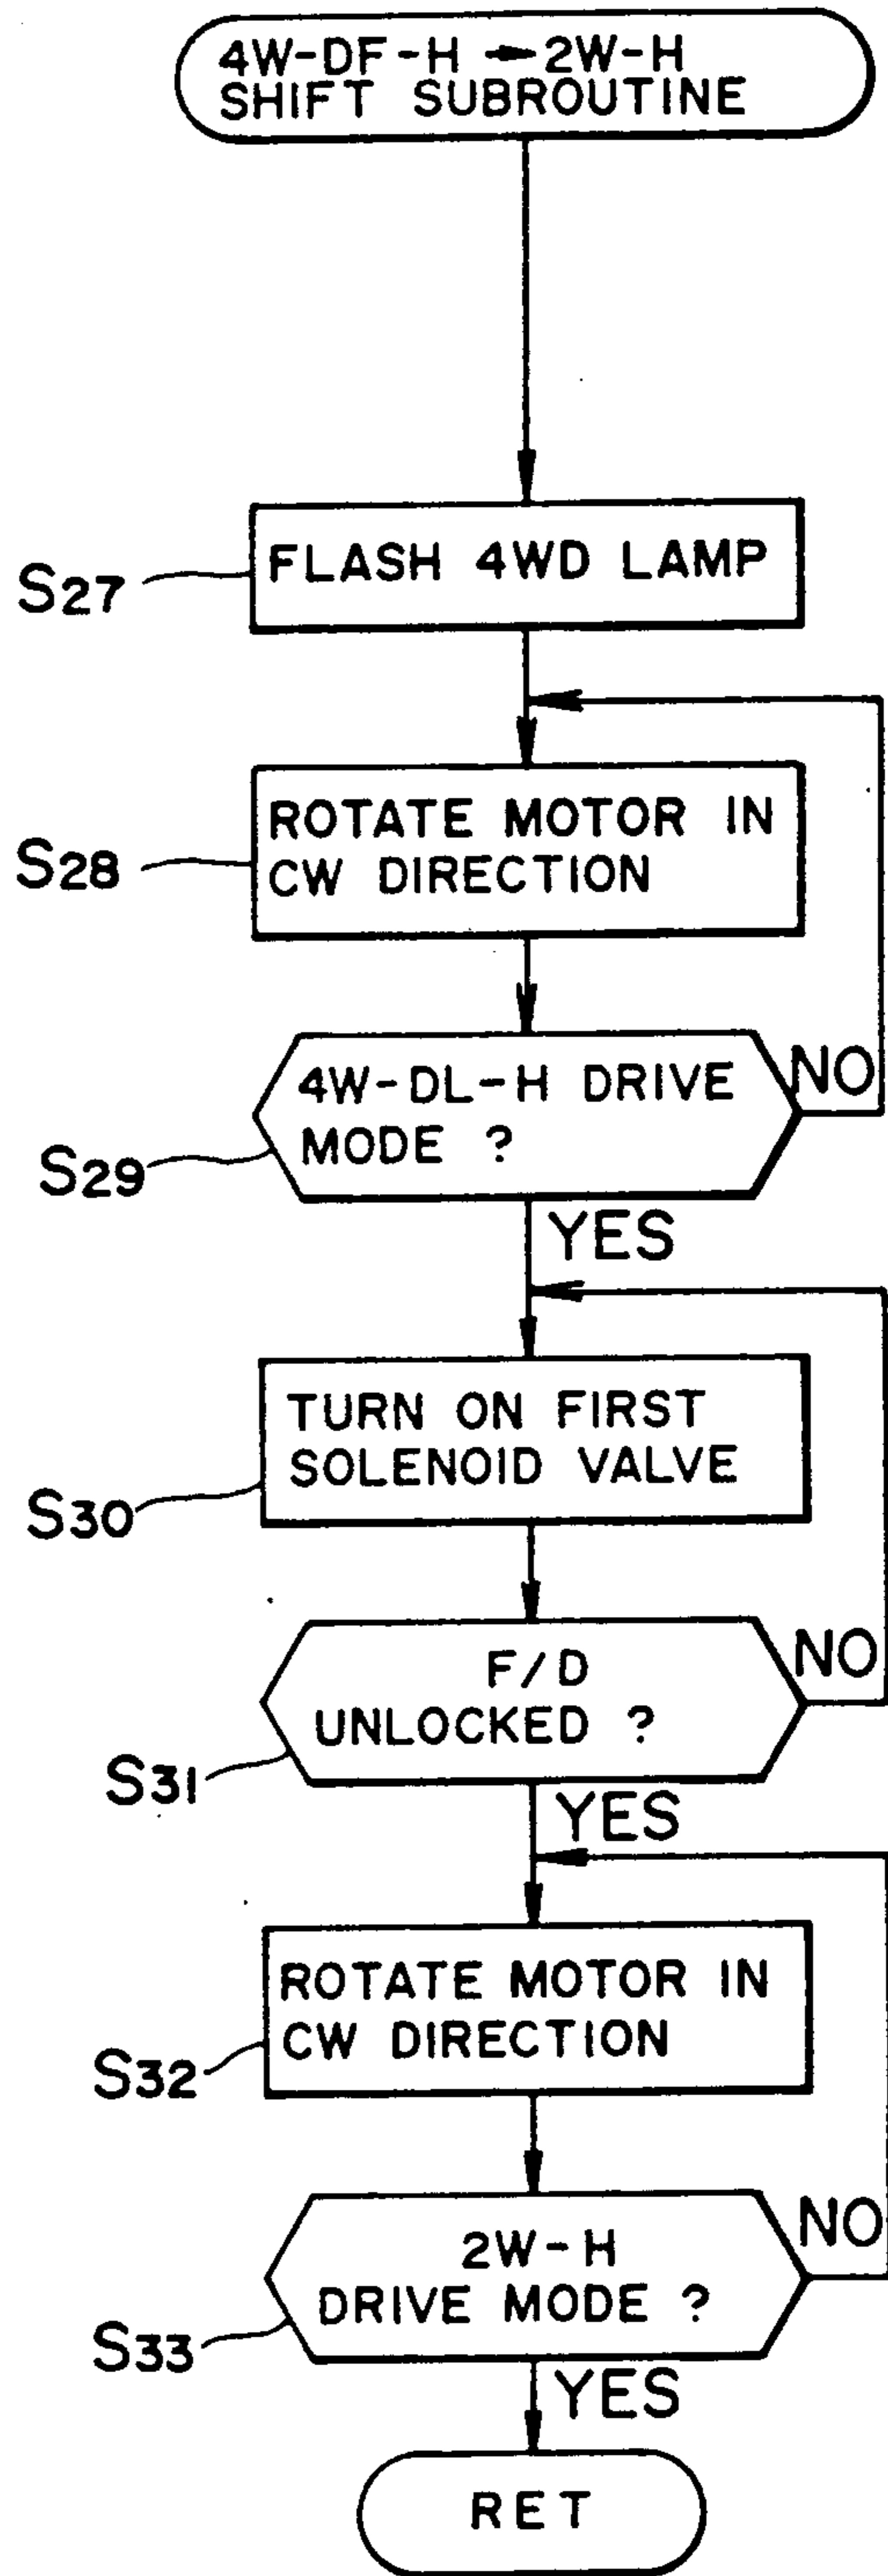 4W-DF-H → 2W-H
SHIFT SUBROUTINE
S27
FLASH 4WD LAMP
S28
ROTATE MOTOR IN
CW DIRECTION
S29
4W-DL-H DRIVE
MODE ?
NO
YES
S30
TURN ON FIRST
SOLENOID VALVE
S31
F/D
UNLOCKED ?
NO
YES
S32
ROTATE MOTOR IN
CW DIRECTION
S33
2W-H
DRIVE MODE ?
NO
YES
RET